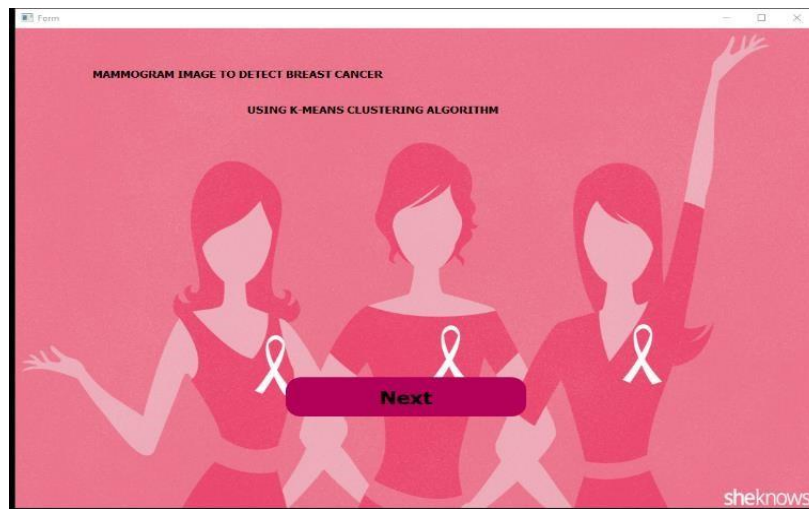 Form
MAMMOGRAM IMAGE TO DETECT BREAST CANCER
USING K-MEANS CLUSTERING ALGORITHM
Next
sheknows